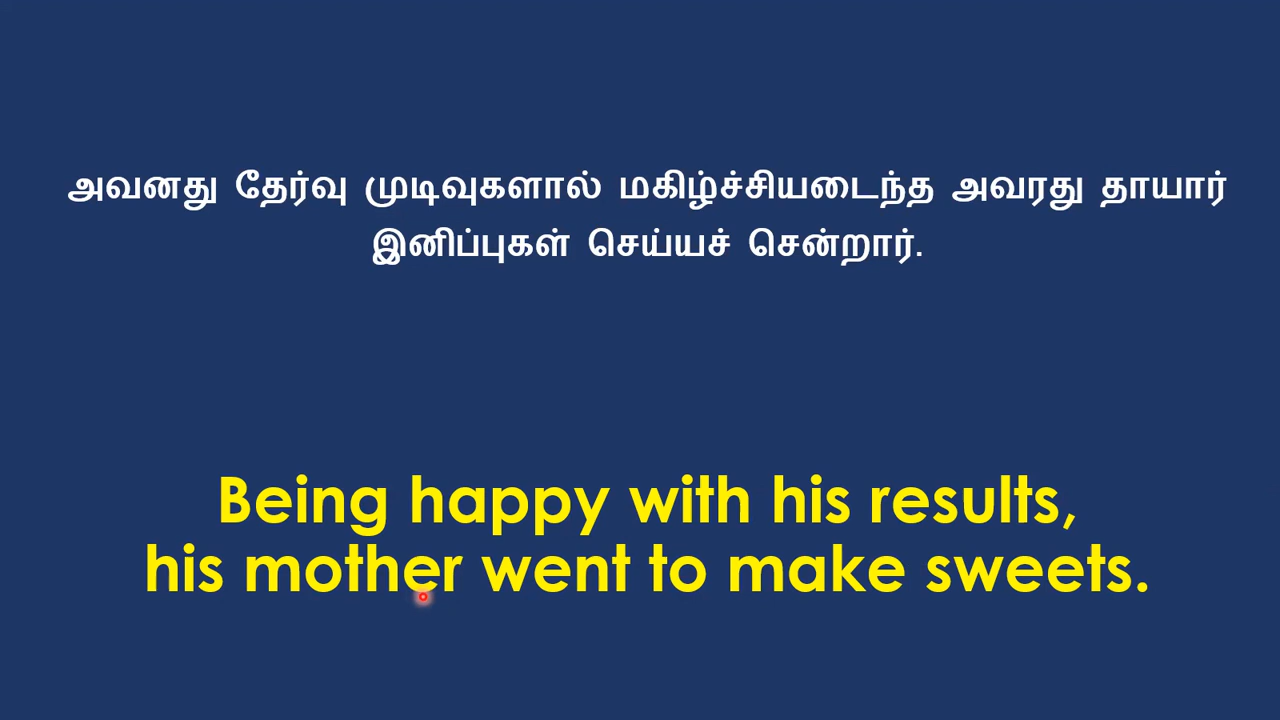 அவனது தேர்வு முடிவுகளால் மகிழ்ச்சியடைந்த அவரது தாயார்
இனிப்புகள் செய்யச் சென்றார்.
Being happy with his results,
his mother went to make sweets.